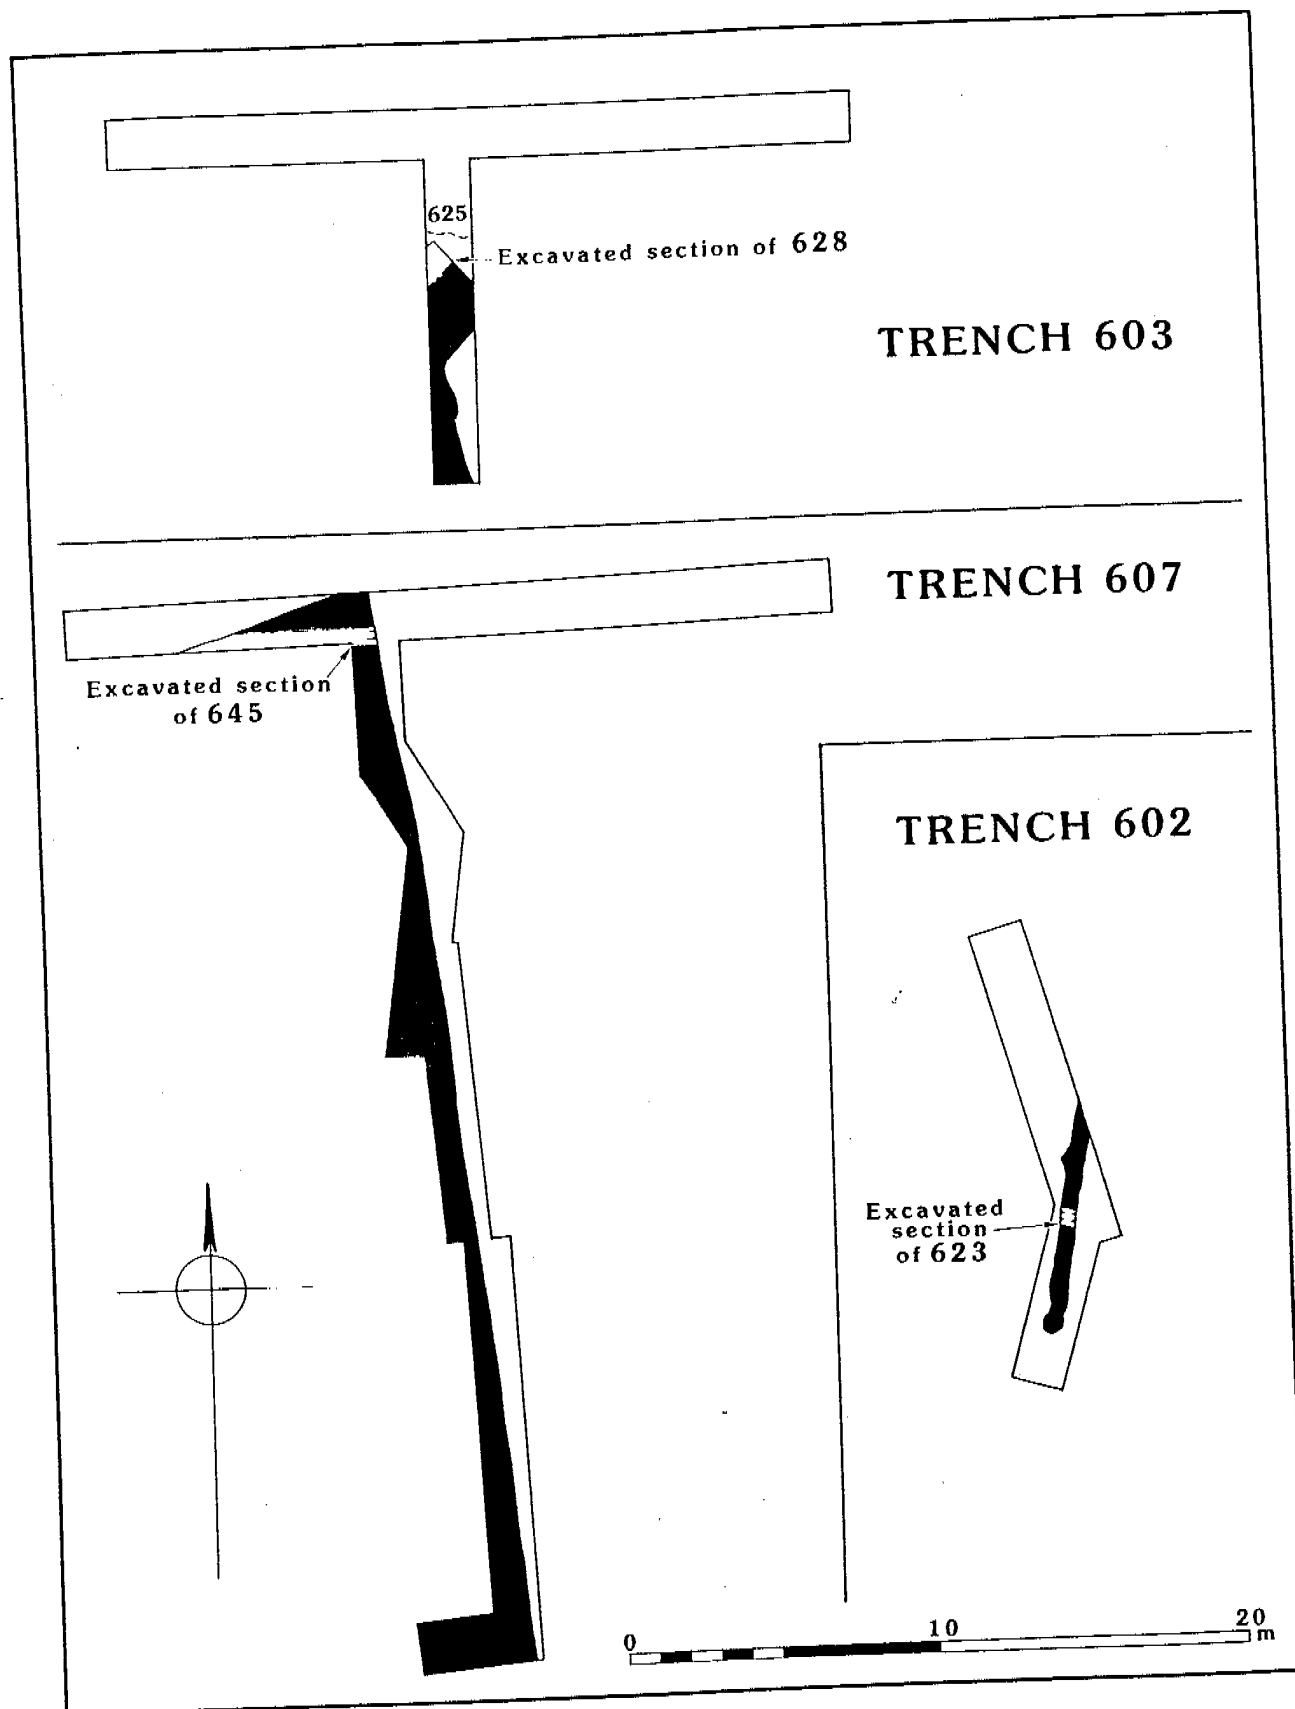 625
Excavated section of 628
TRENCH 603
TRENCH 607
Excavated section
of 645
TRENCH 602
Excavated
section
of 623
0 10 20
m